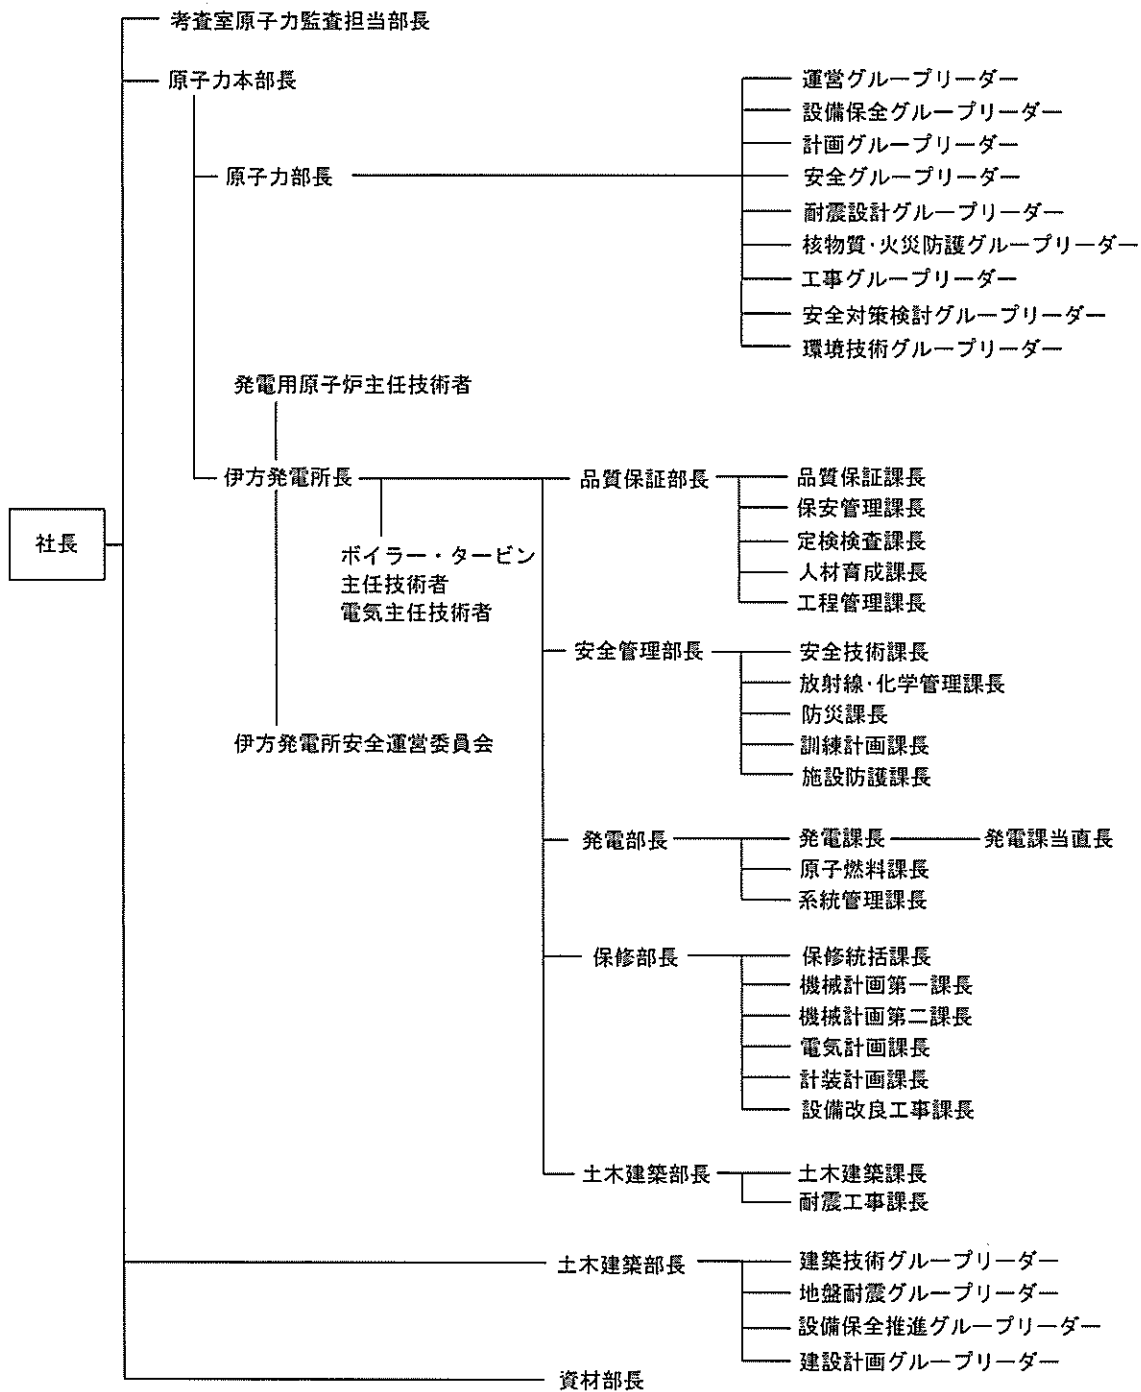 考査室原子力監査担当部長
原子力本部長
運営グループリーダー
設備保全グループリーダー
計画グループリーダー
原子力部長
安全グループリーダー
耐震設計グループリーダー
核物質・火災防護グループリーダー
工事グループリーダー
安全対策検討グループリーダー
環境技術グループリーダー
発電用原子炉主任技術者
伊方発電所長
品質保証部長
品質保証課長
保安管理課長
社長
定検検査課長
ボイラー・タービン
主任技術者
電気主任技術者
人材育成課長
工程管理課長
安全管理部長
安全技術課長
放射線・化学管理課長
防災課長
伊方発電所安全運営委員会
訓練計画課長
施設防護課長
発電部長
発電課長
発電課当直長
原子燃料課長
系統管理課長
保修部長
保修統括課長
機械計画第一課長
機械計画第二課長
電気計画課長
計装計画課長
設備改良工事課長
土木建築部長
土木建築課長
耐震工事課長
土木建築部長
建築技術グループリーダー
地盤耐震グループリーダー
設備保全推進グループリーダー
建設計画グループリーダー
資材部長